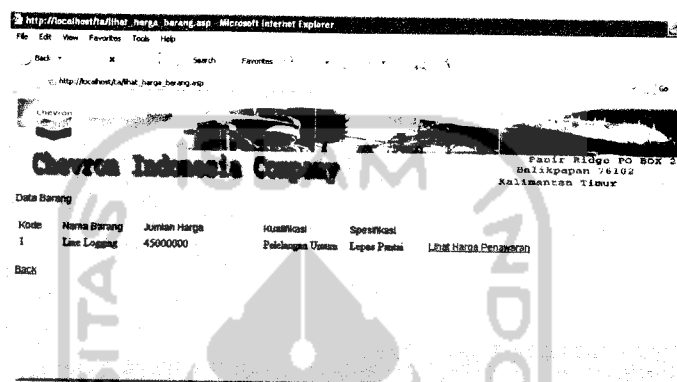 http://localhost/ta/lihat_harga_barang.asp - Microsoft Internet Explorer
File Edit View Favorites Tools Help
Back Search Favorites
http://localhost/ta/lihat_harga_barang.asp Go
Chevron
Chevron Indonesia Company
Pasir Ridge PO BOX 2
Balikpapan 76102
Kalimantan Timur
Data Barang
Kode Nama Barang Jumlah Harga Kualifikasi Spesifikasi
1 Line Logging 45000000 Pelelangan Umum Lepas Pantai Lihat Harga Penawaran
Back
ISLAM
SITAS
IND